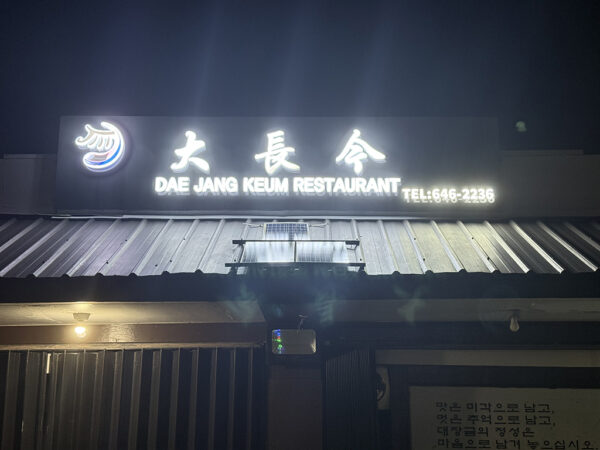 大長今
DAE JANG KEUM RESTAURANT
TEL:646-2236
맛은 미각으로 남고,
멋은 추억으로 남고,
대장금의 정성은
마음으로 남겨 놓으십시오